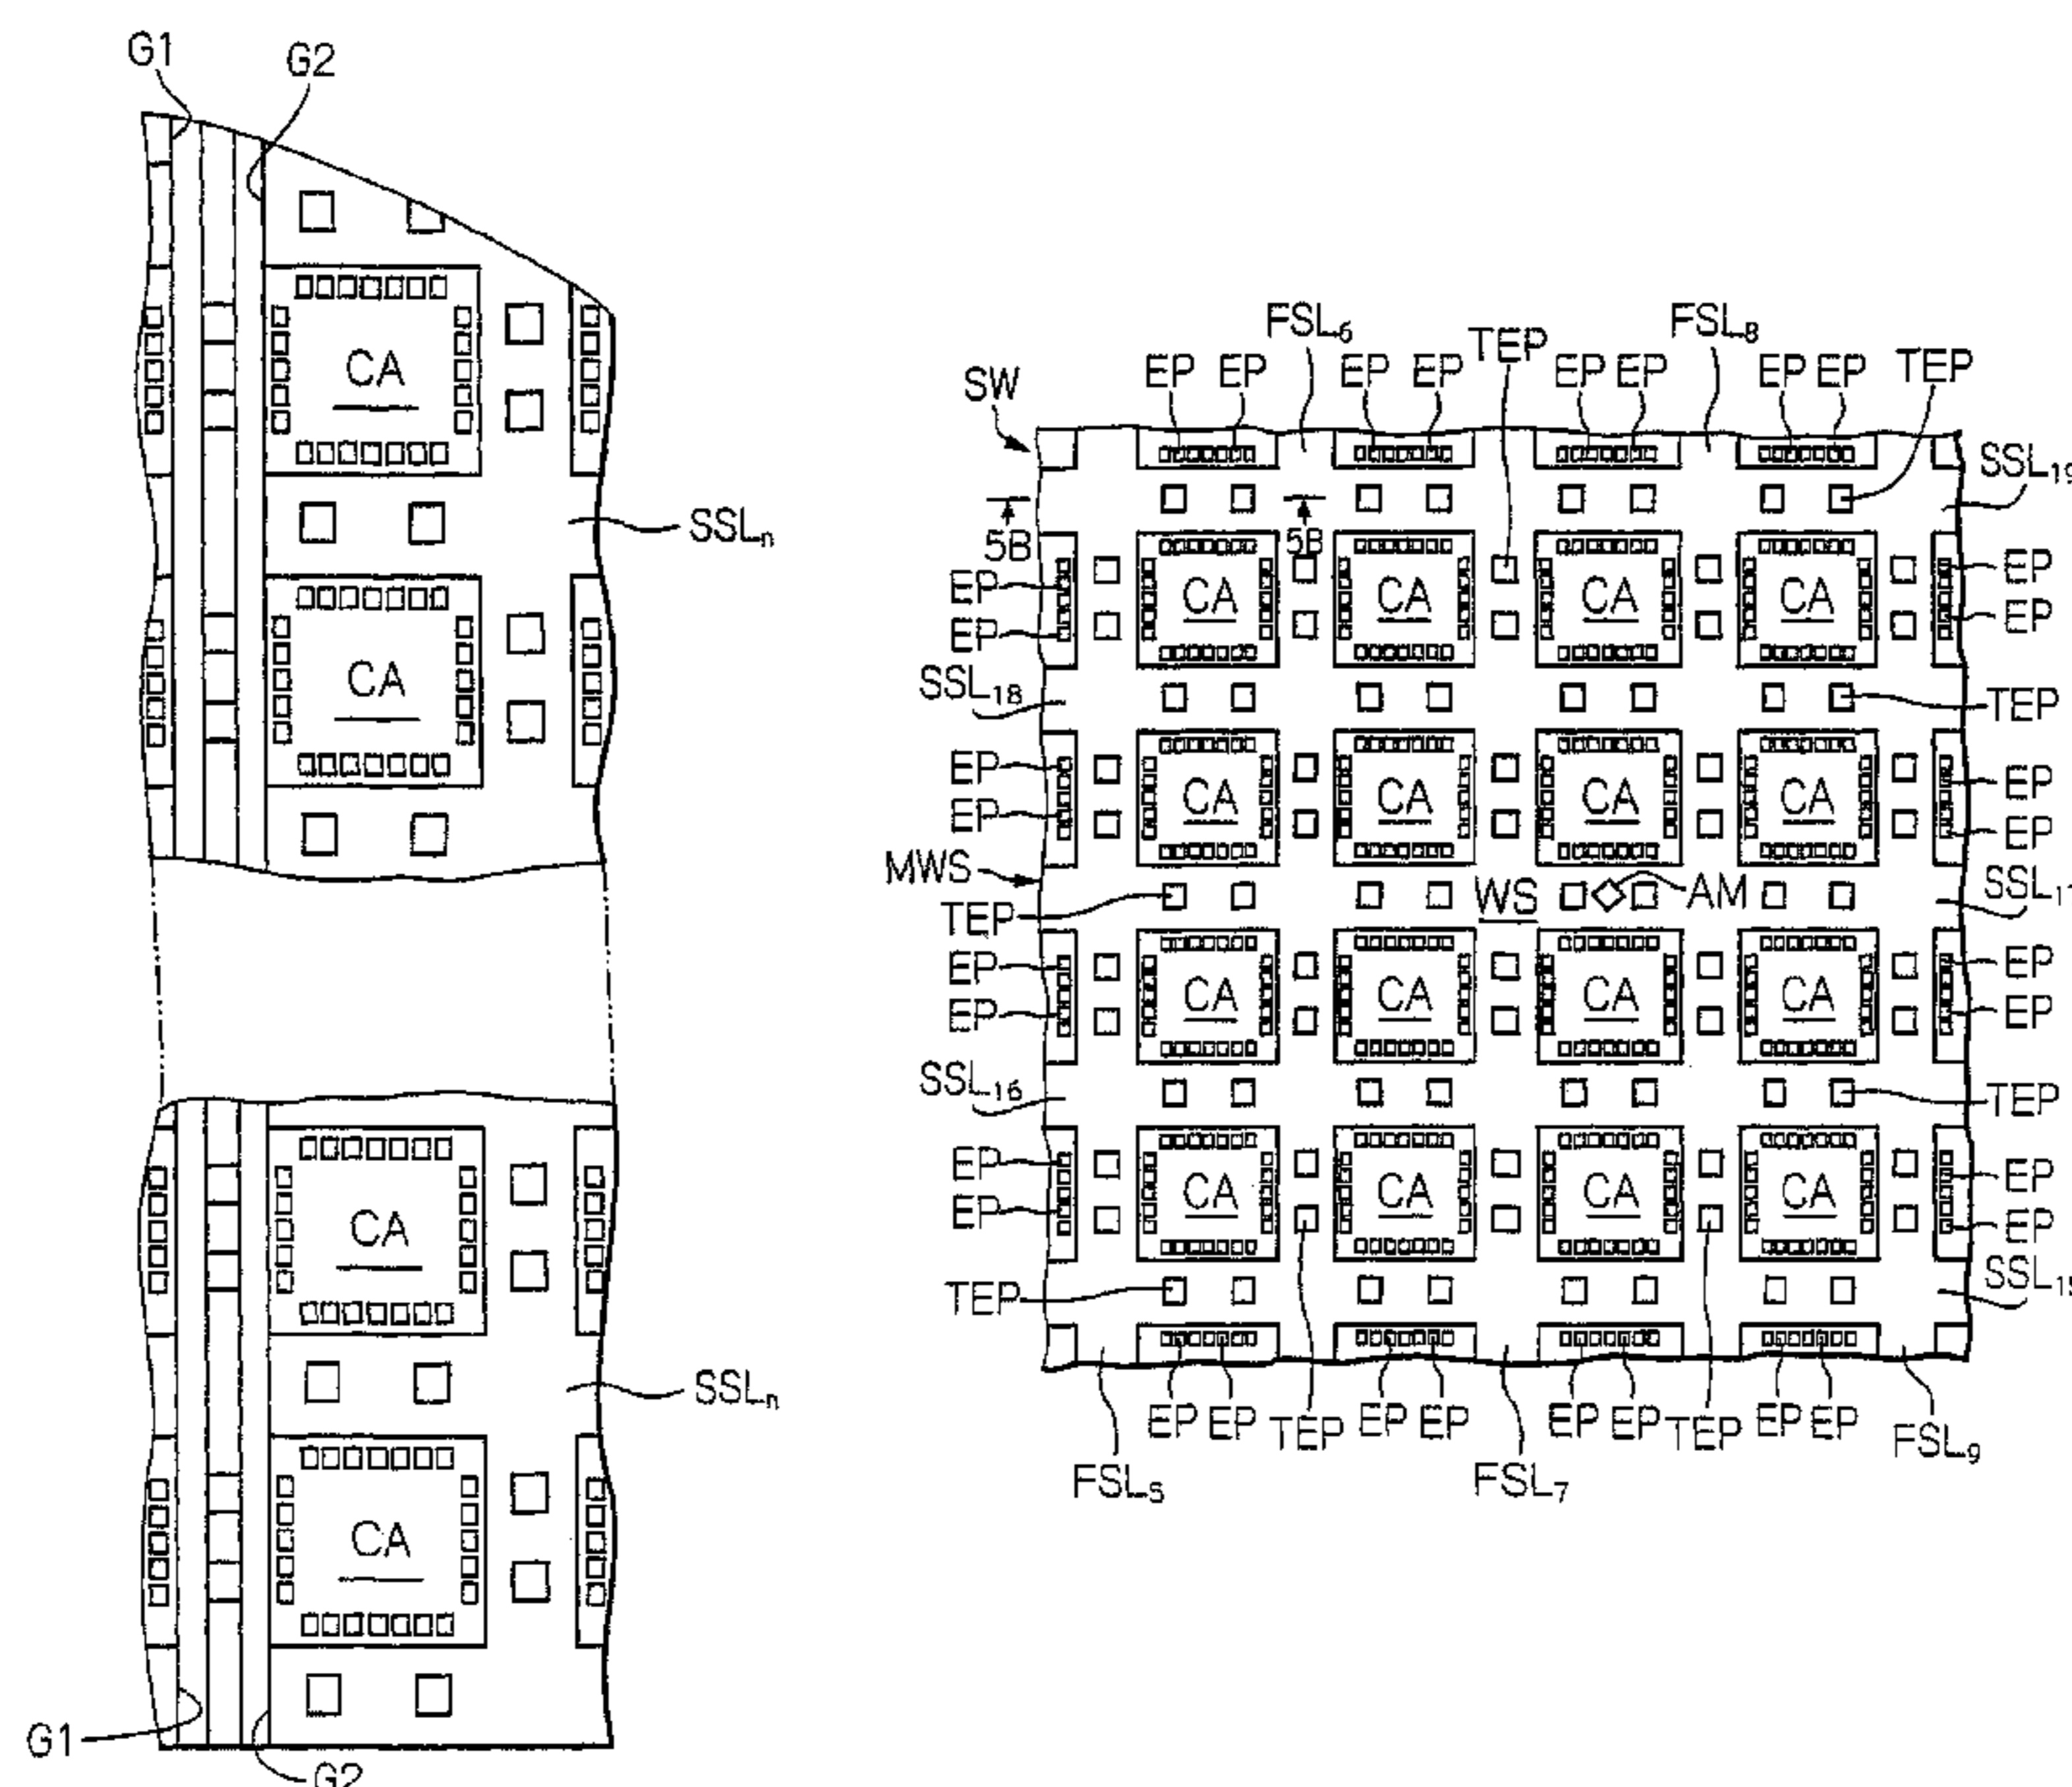 G1
G2
CA
SSLn
CA
CA
SSLn
CA
G1
G2
FSL6 TEP FSL8
SW EP EP EP EP EP EP EP EP TEP
SSL19
5B 5B
EP CA CA CA CA EP
EP EP
SSL18 TEP
EP CA CA CA CA EP
EP EP
MWS WS AM SSL17
TEP
EP CA CA CA CA EP
EP EP
SSL16 TEP
EP CA CA CA CA EP
EP EP
TEP SSL15
EP EP TEP EP EP EP EP TEP EP EP FSL9
FSL5 FSL7